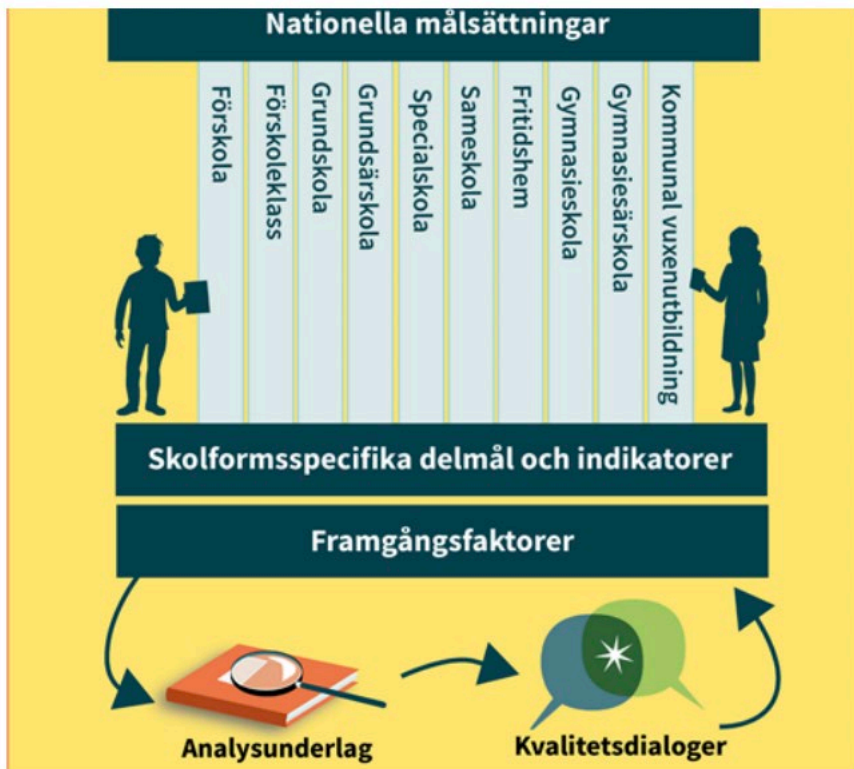 Nationella målsättningar
Förskola
Förskoleklass
Grundskola
Grundsärskola
Specialskola
Sameskola
Fritidshem
Gymnasieskola
Gymnasiesärskola
Kommunal vuxenutbildning
Skolformsspecifika delmål och indikatorer
Framgångsfaktorer
Analysunderlag
Kvalitetsdialoger